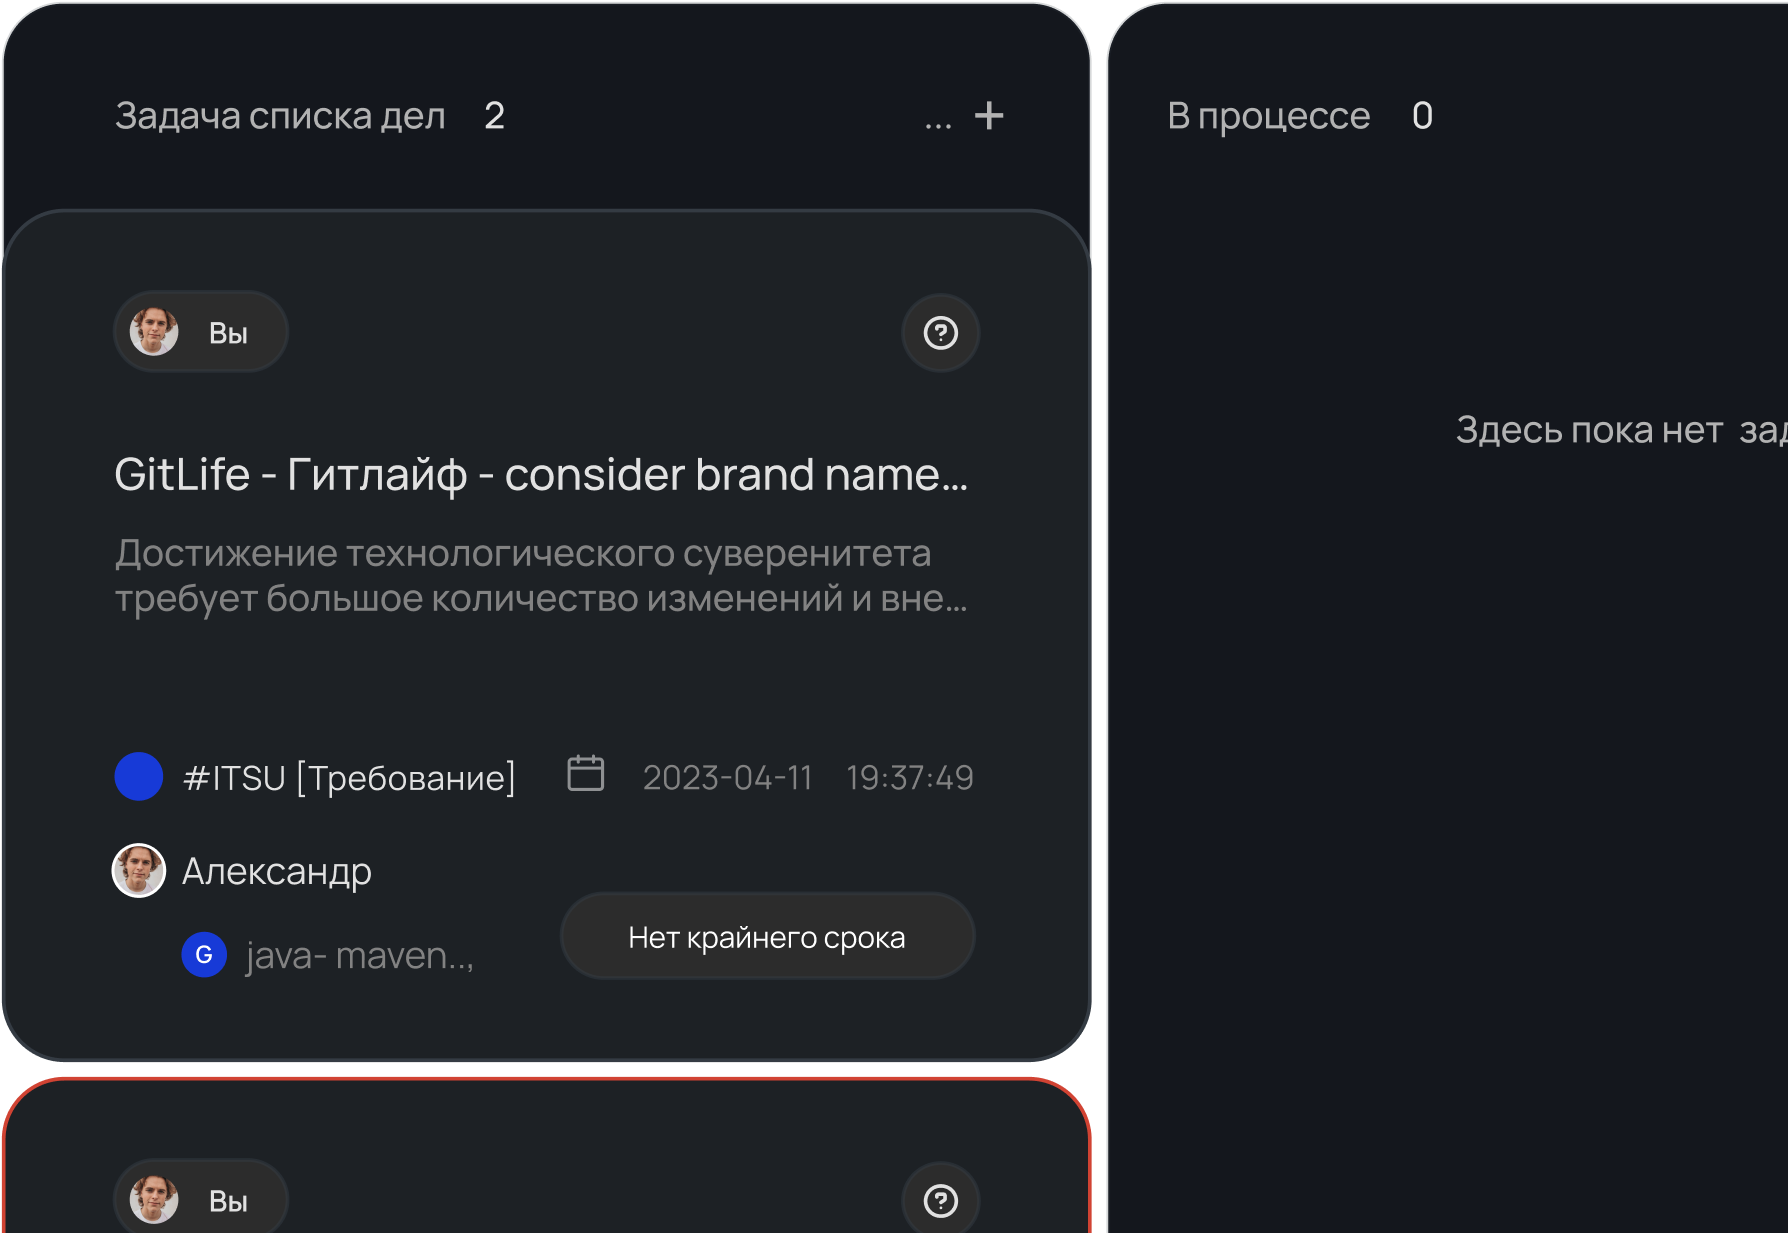 Задача списка дел 2 ... +
В процессе 0
Вы
GitLife - Гитлайф - consider brand name...
Достижение технологического суверенитета
требует большое количество изменений и вне...
#ITSU [Требование] 2023-04-11 19:37:49
Александр
G java- maven..,
Нет крайнего срока
Здесь пока нет
Вы